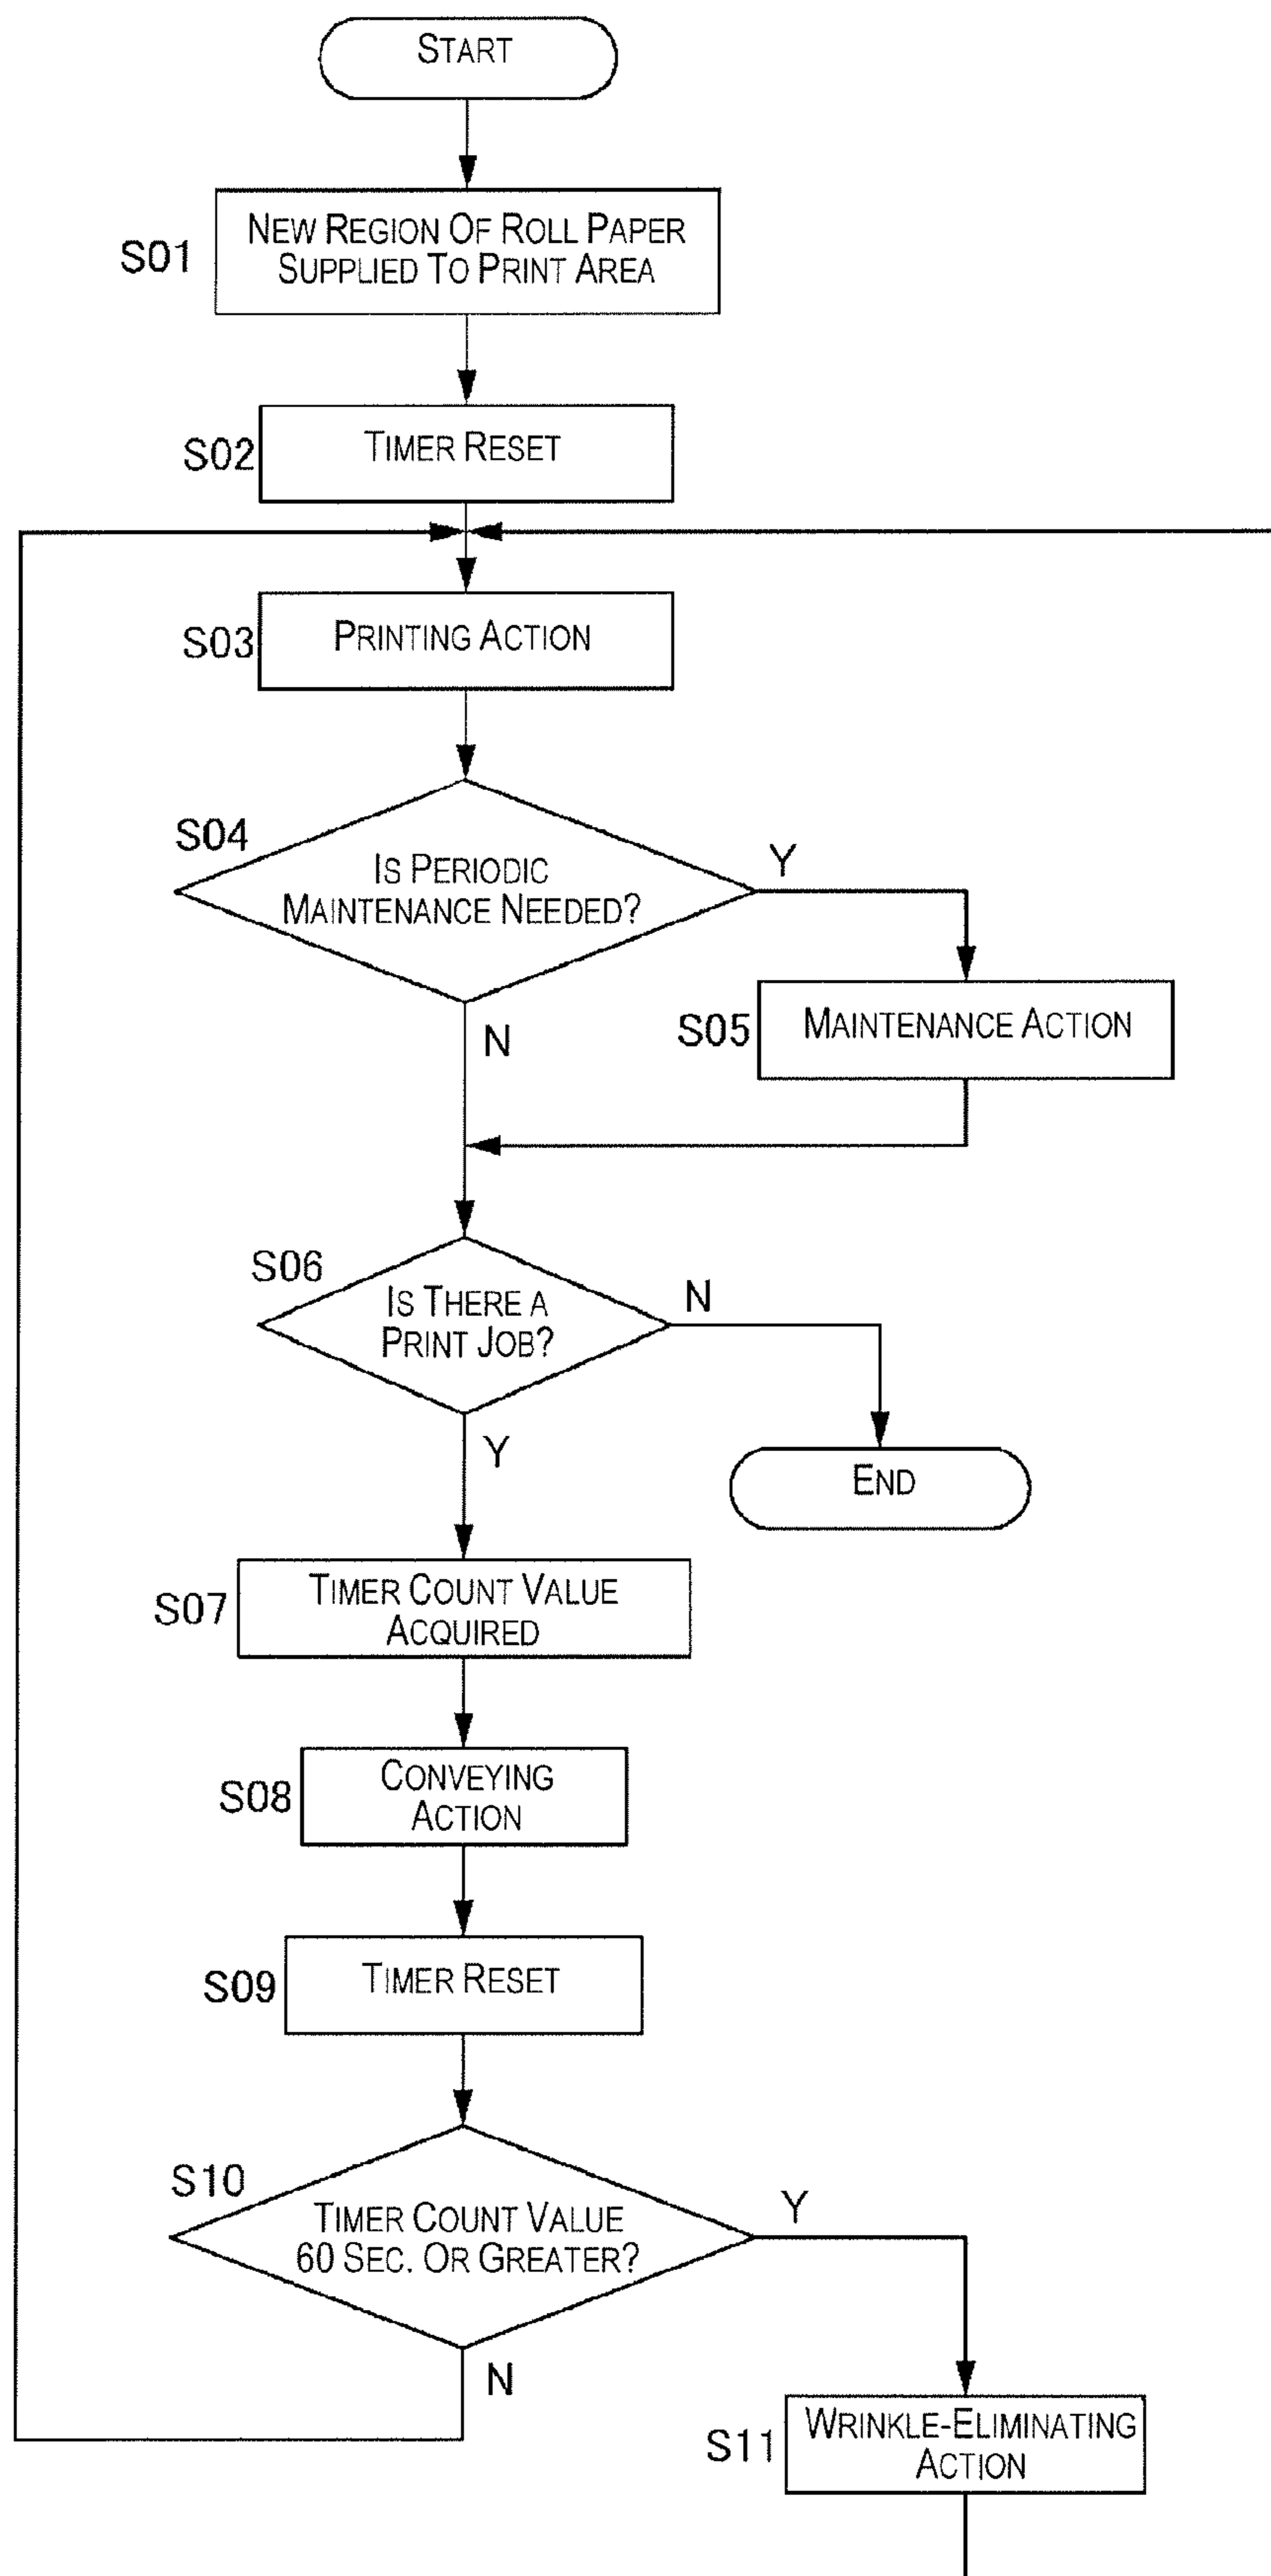 START
S01
NEW REGION OF ROLL PAPER
SUPPLIED TO PRINT AREA
S02
TIMER RESET
S03
PRINTING ACTION
S04
IS PERIODIC
MAINTENANCE NEEDED?
Y
N
S05
MAINTENANCE ACTION
S06
IS THERE A
PRINT JOB?
N
Y
END
S07
TIMER COUNT VALUE
ACQUIRED
S08
CONVEYING
ACTION
S09
TIMER RESET
S10
TIMER COUNT VALUE
60 SEC. OR GREATER?
Y
N
S11
WRINKLE-ELIMINATING
ACTION